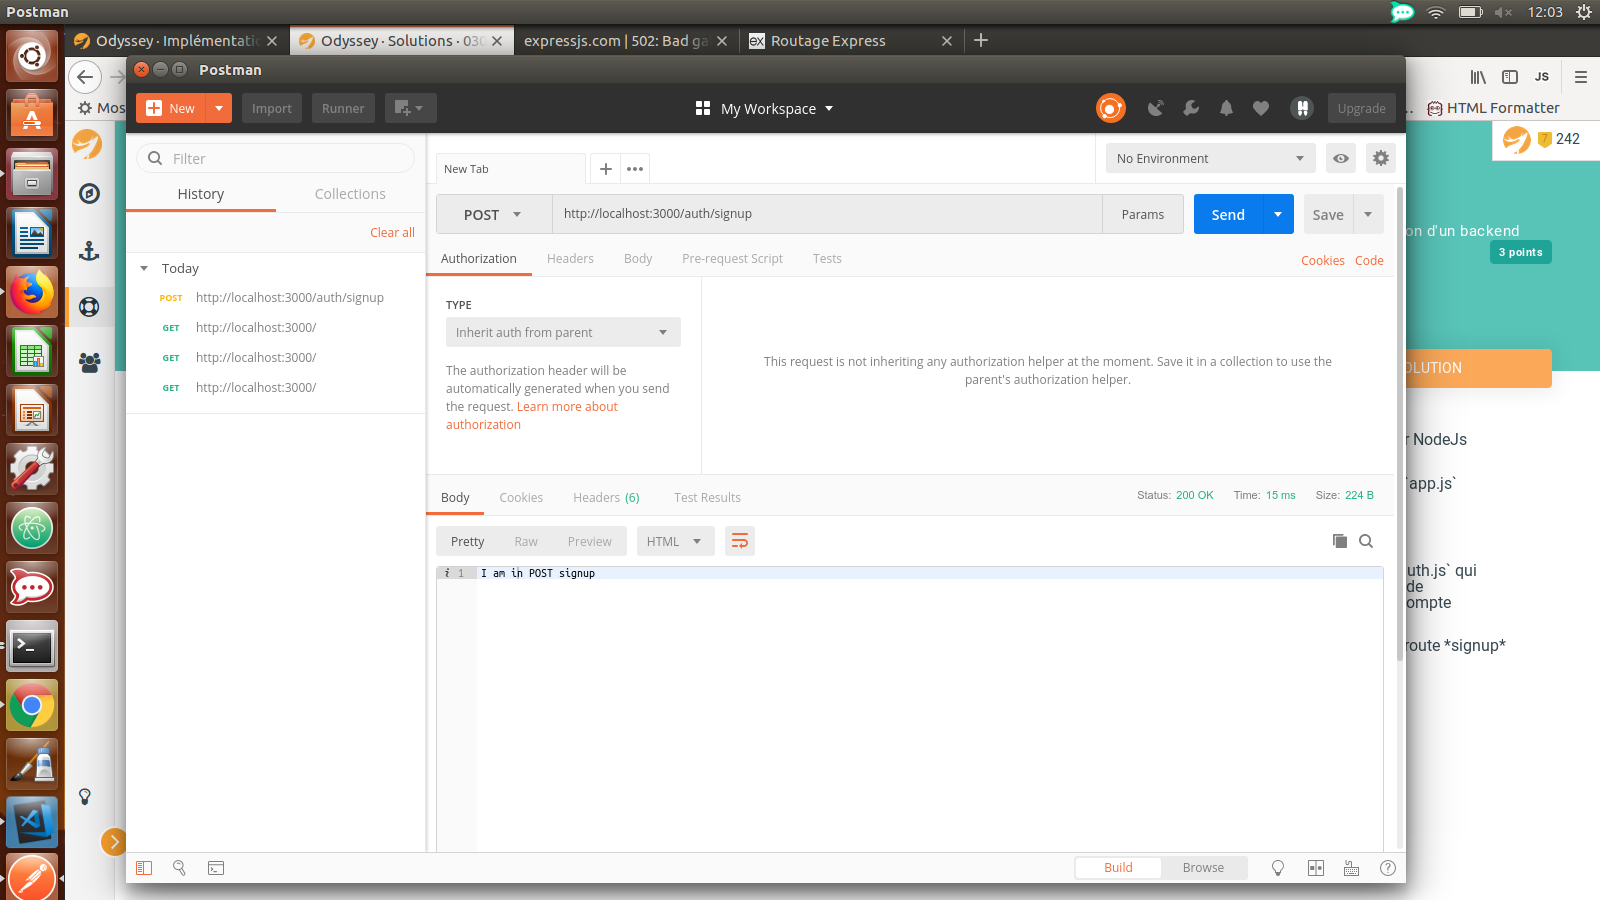 Postman
12:03
Odyssey · Implémentati
Odyssey · Solutions · 030
expressjs.com | 502: Bad ga
ex Routage Express
Mos
JS
HTML Formatter
Postman
New
Import
Runner
My Workspace
Upgrade
7 242
Filter
History
Collections
Clear all
Today
POST http://localhost:3000/auth/signup
GET http://localhost:3000/
GET http://localhost:3000/
GET http://localhost:3000/
New Tab
No Environment
POST
http://localhost:3000/auth/signup
Params
Send
Save
Authorization
Headers
Body
Pre-request Script
Tests
Cookies
Code
TYPE
Inherit auth from parent
The authorization header will be
automatically generated when you send
the request. Learn more about
authorization
This request is not inheriting any authorization helper at the moment. Save it in a collection to use the
parent's authorization helper.
Body
Cookies
Headers (6)
Test Results
Status: 200 OK
Time: 15 ms
Size: 224 B
Pretty
Raw
Preview
HTML
i 1 I am in POST signup
Build
Browse
on d'un backend
3 points
OLUTION
r NodeJs
`app.js`
uth.js` qui
de
ompte
route *signup*